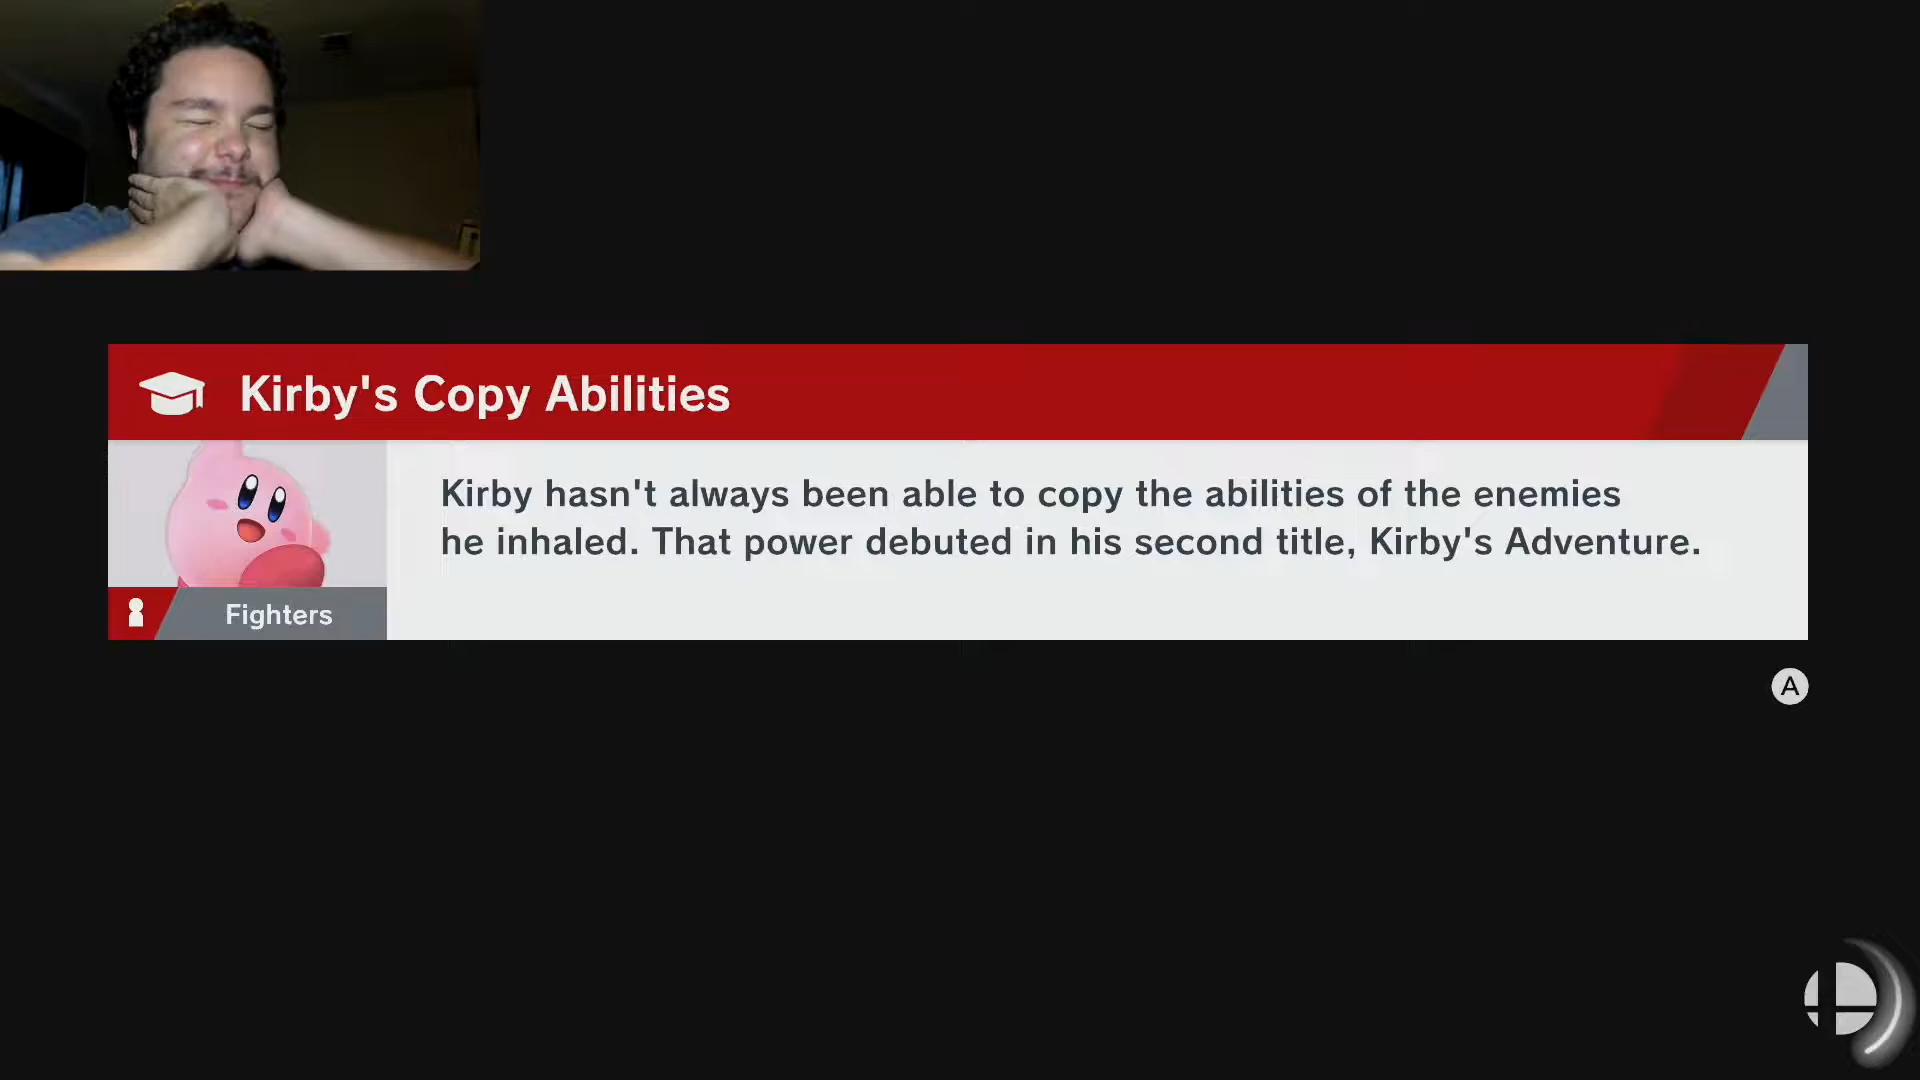 Kirby's Copy Abilities
Kirby hasn't always been able to copy the abilities of the enemies
he inhaled. That power debuted in his second title, Kirby's Adventure.
Fighters
A